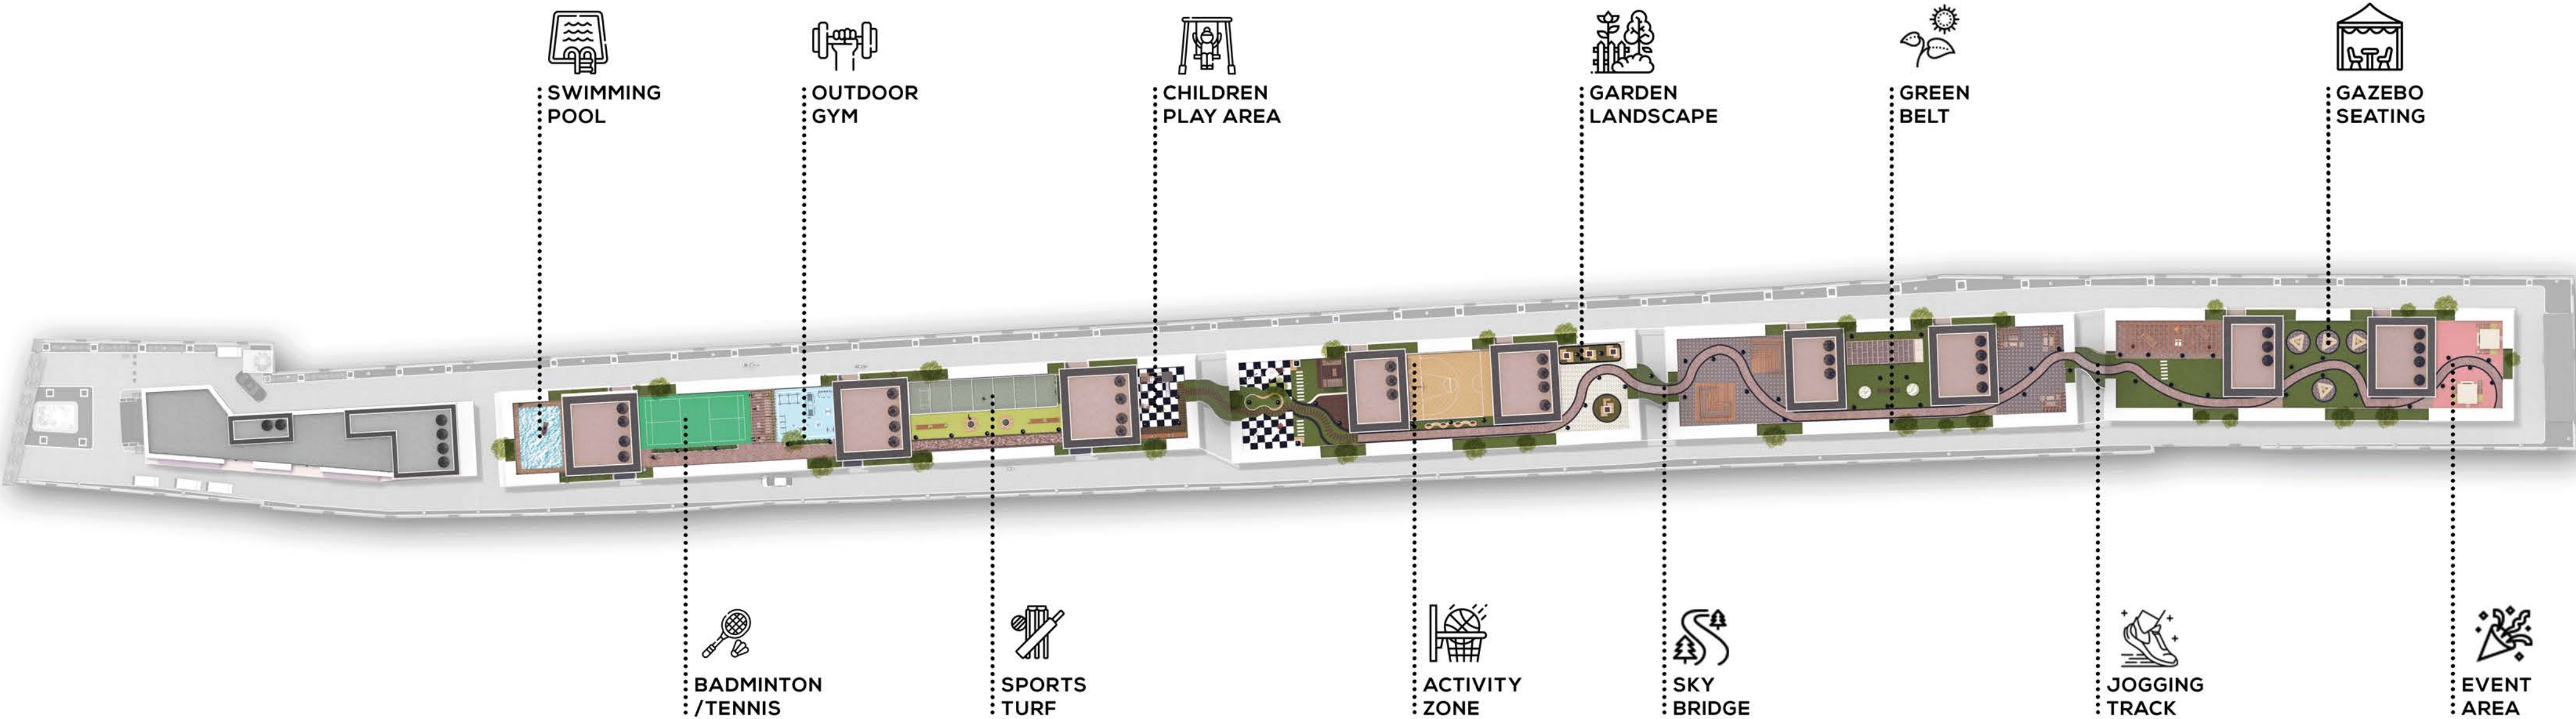 SWIMMING
POOL
OUTDOOR
GYM
CHILDREN
PLAY AREA
GARDEN
LANDSCAPE
GREEN
BELT
GAZEBO
SEATING
BADMINTON
/TENNIS
SPORTS
TURF
ACTIVITY
ZONE
SKY
BRIDGE
JOGGING
TRACK
EVENT
AREA